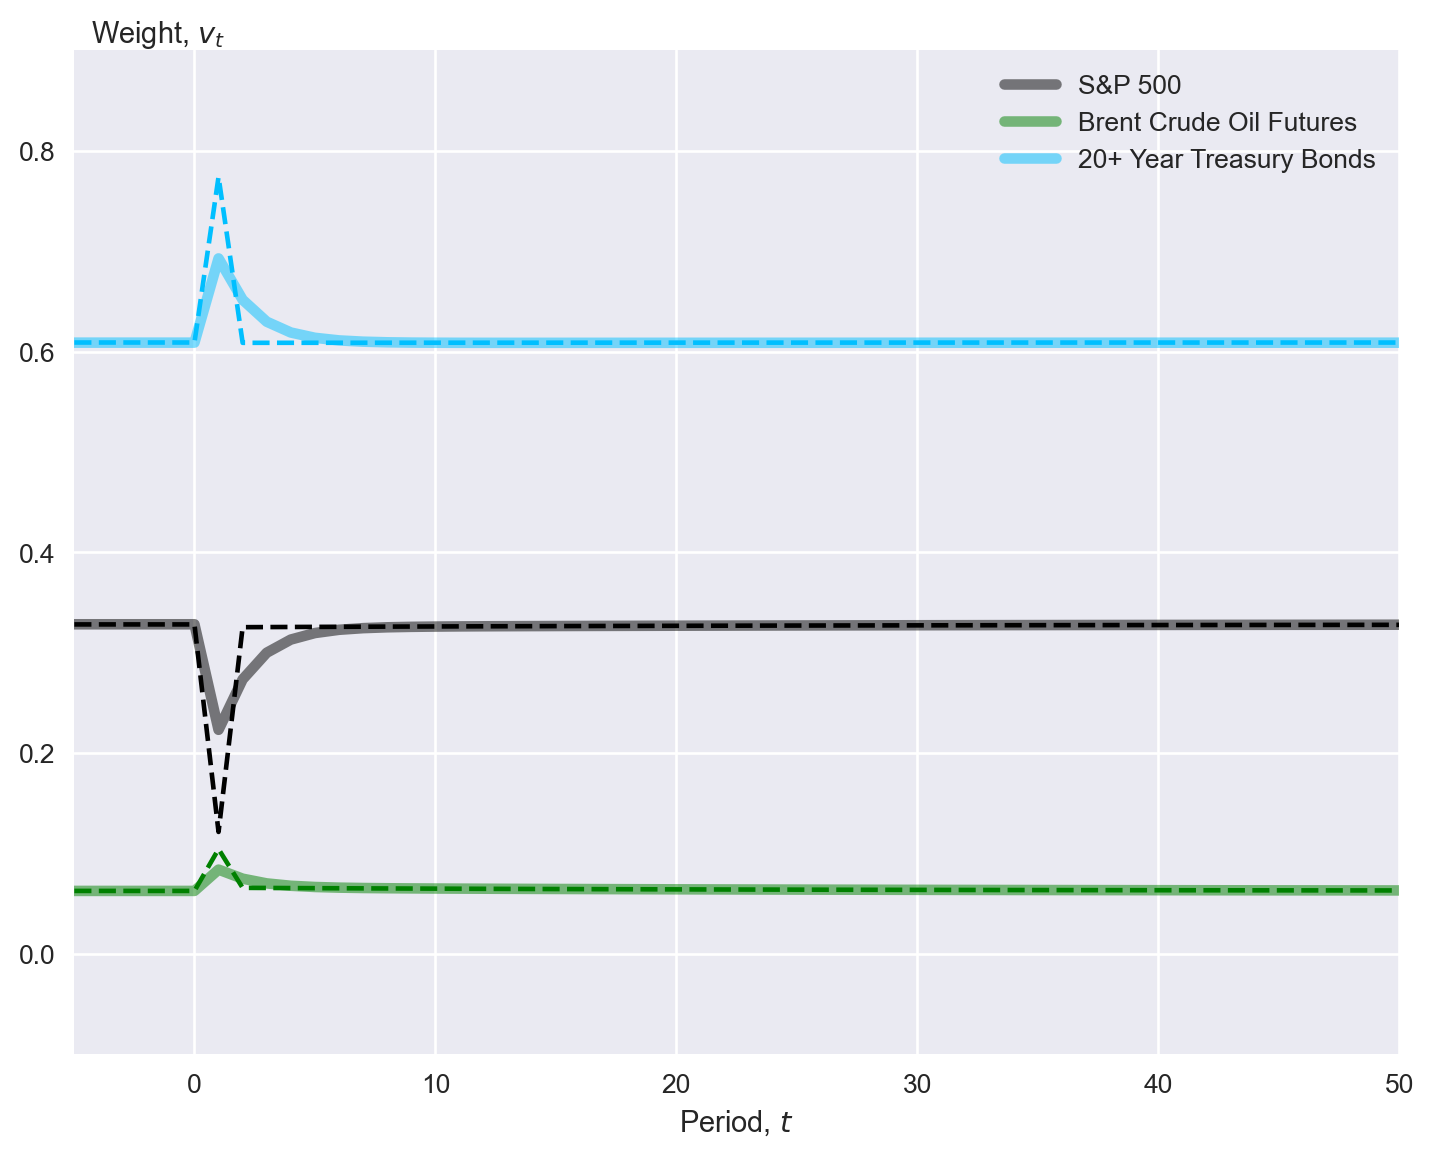 Weight, vₜ
S&P 500
Brent Crude Oil Futures
20+ Year Treasury Bonds
0.8
0.6
0.4
0.2
0.0
0 10 20 30 40 50
Period, t